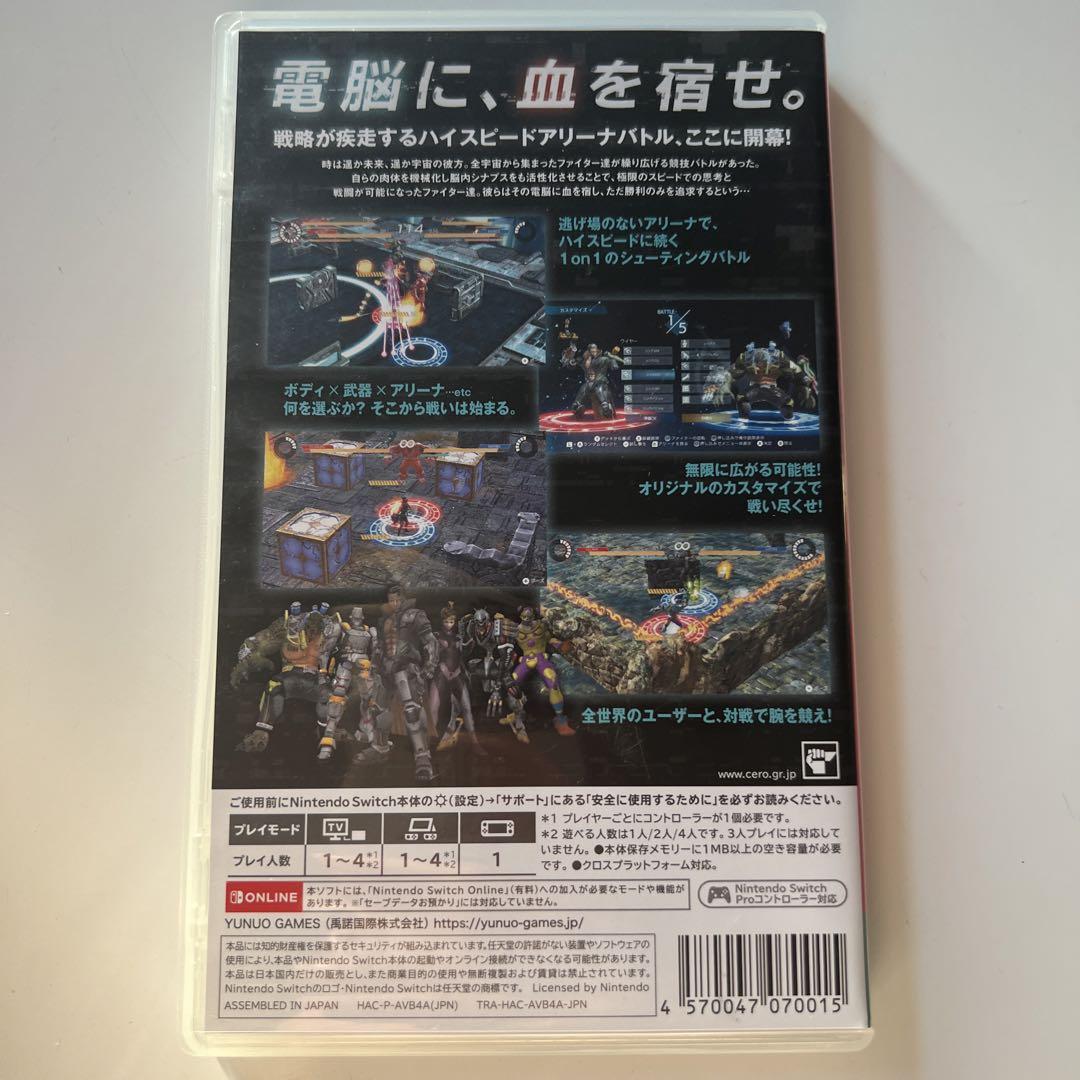 電脳に、血を宿せ。
戦略が疾走するハイスピードアリーナバトル、ここに開幕!
時は遥か未来、遥か宇宙の彼方。全宇宙から集まったファイター達が繰り広げる競技バトルがあった。
自らの肉体を機械化し脳内シナプスをも活性化させることで、極限のスピードでの思考と
戦闘が可能になったファイター達。彼らはその電脳に血を宿し、ただ勝利のみを追求するという…
114
逃げ場のないアリーナで、
ハイスピードに続く
1on1のシューティングバトル
カスタマイズ
BATTLE
1/5
ワイヤー
ボディ×武器×アリーナ…etc
何を選ぶか? そこから戦いは始まる。
無限に広がる可能性!
オリジナルのカスタマイズで
戦い尽くせ!
全世界のユーザーと、対戦で腕を競え!
www.cero.gr.jp
ご使用前にNintendo Switch本体の(設定)→「サポート」にある「安全に使用するために」を必ずお読みください。
プレイモード
TV
プレイ人数
1～4 *1 *2
1～4 *1 *2
1
*1 プレイヤーごとにコントローラーが1個必要です。
*2 遊べる人数は1人/2人/4人です。3人プレイには対応して
いません。 ●本体保存メモリーに1MB以上の空き容量が必要
です。 ●クロスプラットフォーム対応。
ONLINE
本ソフトには、「Nintendo Switch Online」(有料)への加入が必要なモードや機能が
あります。※「セーブデータお預かり」には対応していません。
Nintendo Switch
Proコントローラー対応
YUNUO GAMES (禹諾国際株式会社) https://yunuo-games.jp/
本品には知的財産権を保護するセキュリティが組み込まれています。任天堂の許諾がない装置やソフトウェアの
使用により、本品やNintendo Switch本体の起動やオンライン接続ができなくなる可能性があります。
本品は日本国内だけの販売とし、また商業目的の使用や無断複製および賃貸は禁止されています。
Nintendo Switchのロゴ・Nintendo Switchは任天堂の商標です。 Licensed by Nintendo
ASSEMBLED IN JAPAN HAC-P-AVB4A(JPN) TRA-HAC-AVB4A-JPN
4 570047 070015